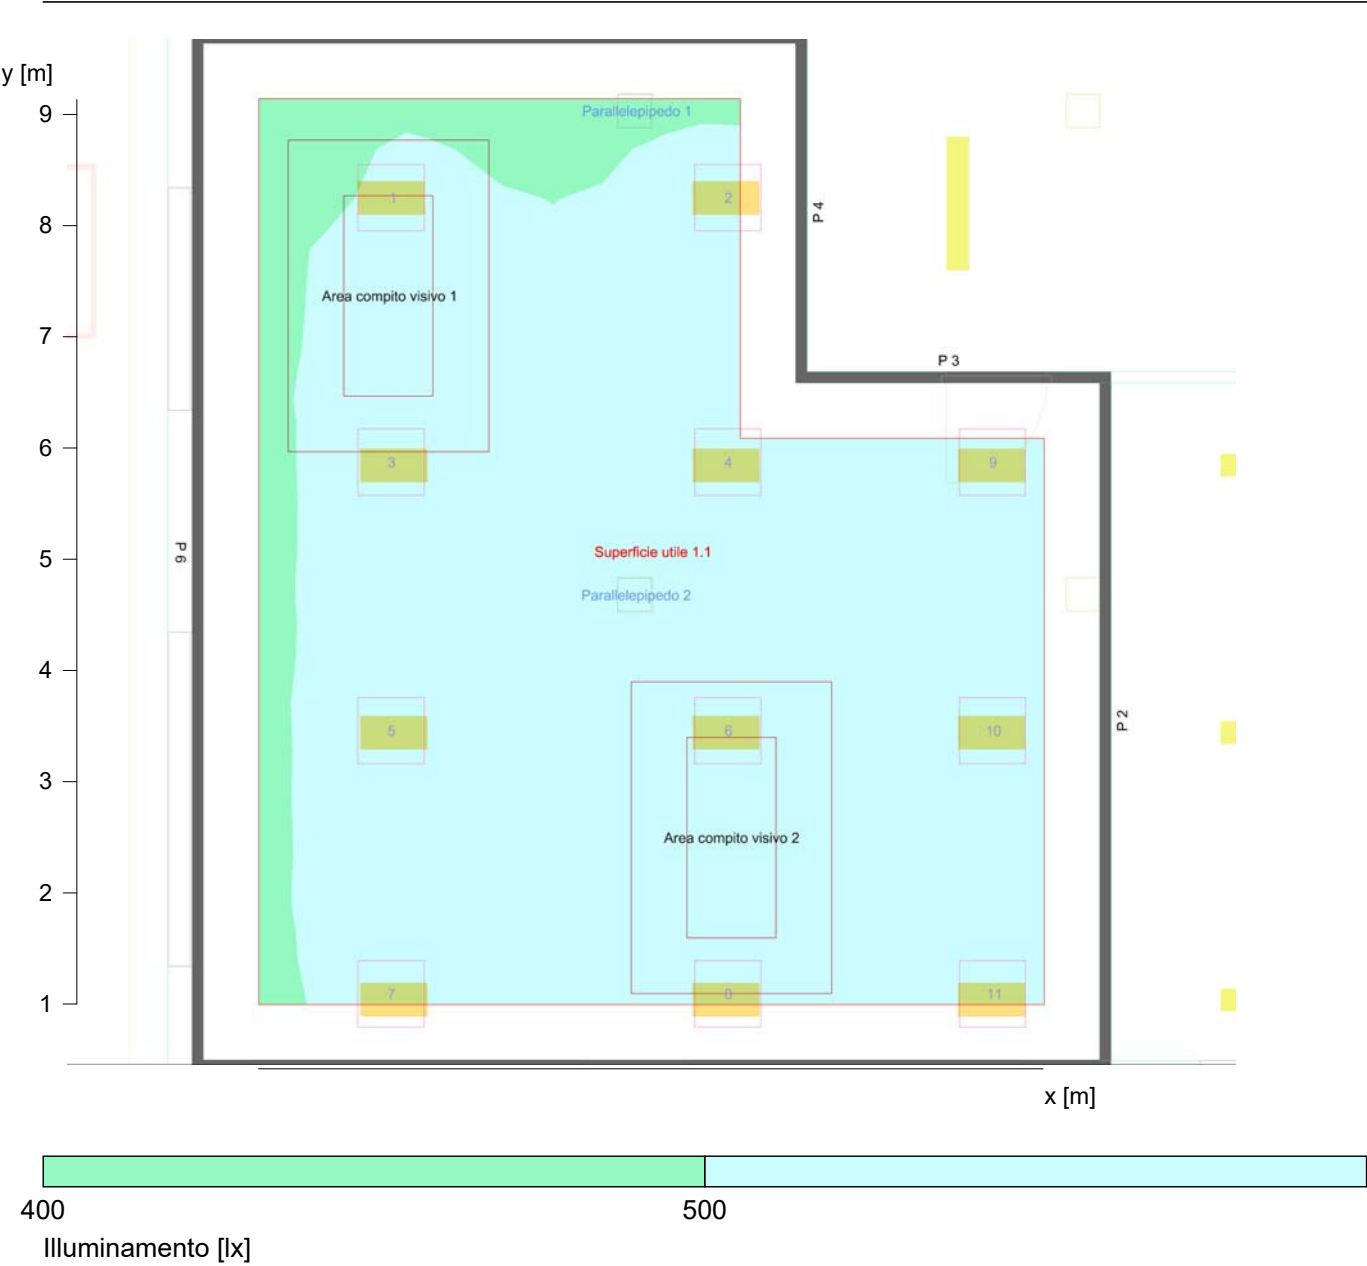 y [m]
9
8
7
6
5
4
3
2
1
Parallelepipedo 1
1
2
P 4
Area compito visivo 1
P 3
3
4
9
P 6
Superficie utile 1.1
Parallelepipedo 2
5
6
10
P 2
Area compito visivo 2
7
8
11
x [m]
400
500
Illuminamento [lx]